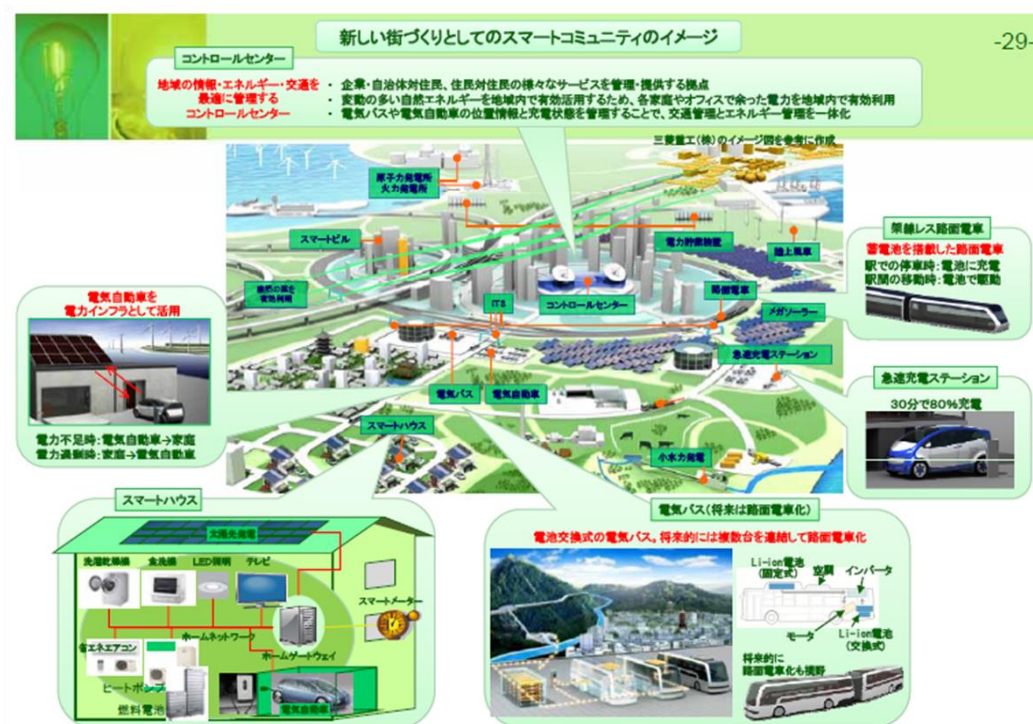 新しい街づくりとしてのスマートコミュニティのイメージ
-29-
コントロールセンター
地域の情報・エネルギー・交通を
最適に管理する
コントロールセンター
・ 企業・自治体対住民、住民対住民の様々なサービスを管理・提供する拠点
・ 変動の多い自然エネルギーを地域内で有効活用するため、各家庭やオフィスで余った電力を地域内で有効利用
・ 電気バスや電気自動車の位置情報と充電状態を管理することで、交通管理とエネルギー管理を一体化
三菱重工(株)のイメージ図を参考に作成
原子力発電所
火力発電所
スマートビル
電力貯蔵装置
陸上風車
有効利用
ITS
コントロールセンター
路面電車
メガソーラー
急速充電ステーション
電気バス
電気自動車
スマートハウス
小水力発電
架線レス路面電車
蓄電池を搭載した路面電車
駅での停車時:電池に充電
駅間の移動時:電池で駆動
電気自動車を
電力インフラとして活用
電力不足時:電気自動車→家庭
電力過剰時:家庭→電気自動車
急速充電ステーション
30分で80%充電
スマートハウス
太陽光発電
洗濯乾燥機
食洗機
LED照明
テレビ
スマートメーター
ホームネットワーク
ホームゲートウェイ
省エネエアコン
ヒートポンプ
燃料電池
電気自動車
電気バス(将来は路面電車化)
電池交換式の電気バス。将来的には複数台を連結して路面電車化
Li-ion電池
(固定式)
空調
インバータ
モータ
Li-ion電池
(交換式)
将来的に
路面電車化も視野